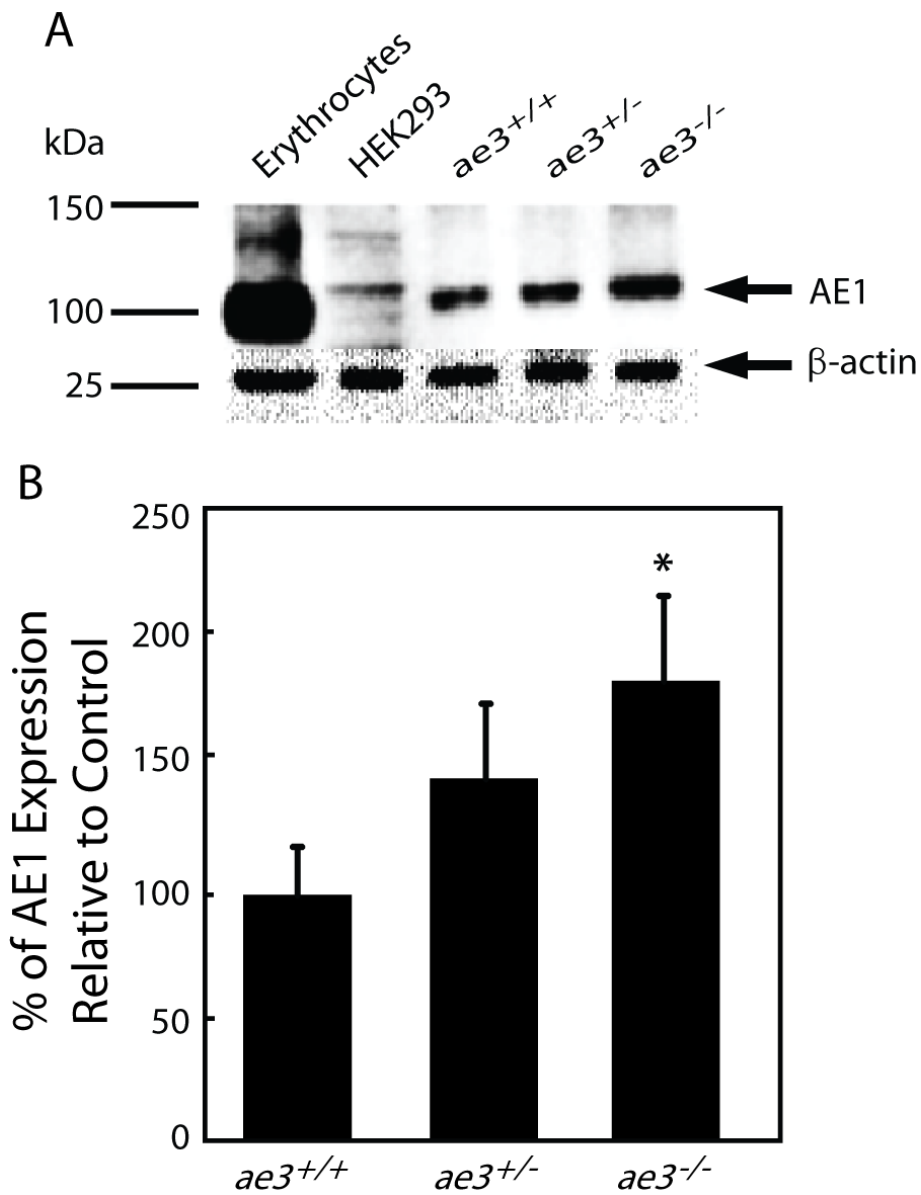 A
Erythrocytes
HEK293
ae3+/+
ae3+/-
ae3-/-
kDa
150
100
25
AE1
β-actin
B
% of AE1 Expression
Relative to Control
250
200
150
100
50
0
*
ae3+/+
ae3+/-
ae3-/-